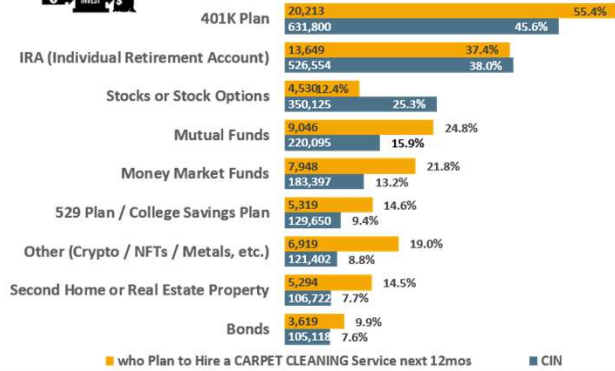 INVEST $
20,213 55.4%
401K Plan
631,800 45.6%
13,649 37.4%
IRA (Individual Retirement Account)
526,554 38.0%
4,530 12.4%
Stocks or Stock Options
350,125 25.3%
9,046 24.8%
Mutual Funds
220,095 15.9%
7,948 21.8%
Money Market Funds
183,397 13.2%
5,319 14.6%
529 Plan / College Savings Plan
129,650 9.4%
6,919 19.0%
Other (Crypto / NFTs / Metals, etc.)
121,402 8.8%
5,294 14.5%
Second Home or Real Estate Property
106,722 7.7%
3,619 9.9%
Bonds
105,118 7.6%
who Plan to Hire a CARPET CLEANING Service next 12mos CIN